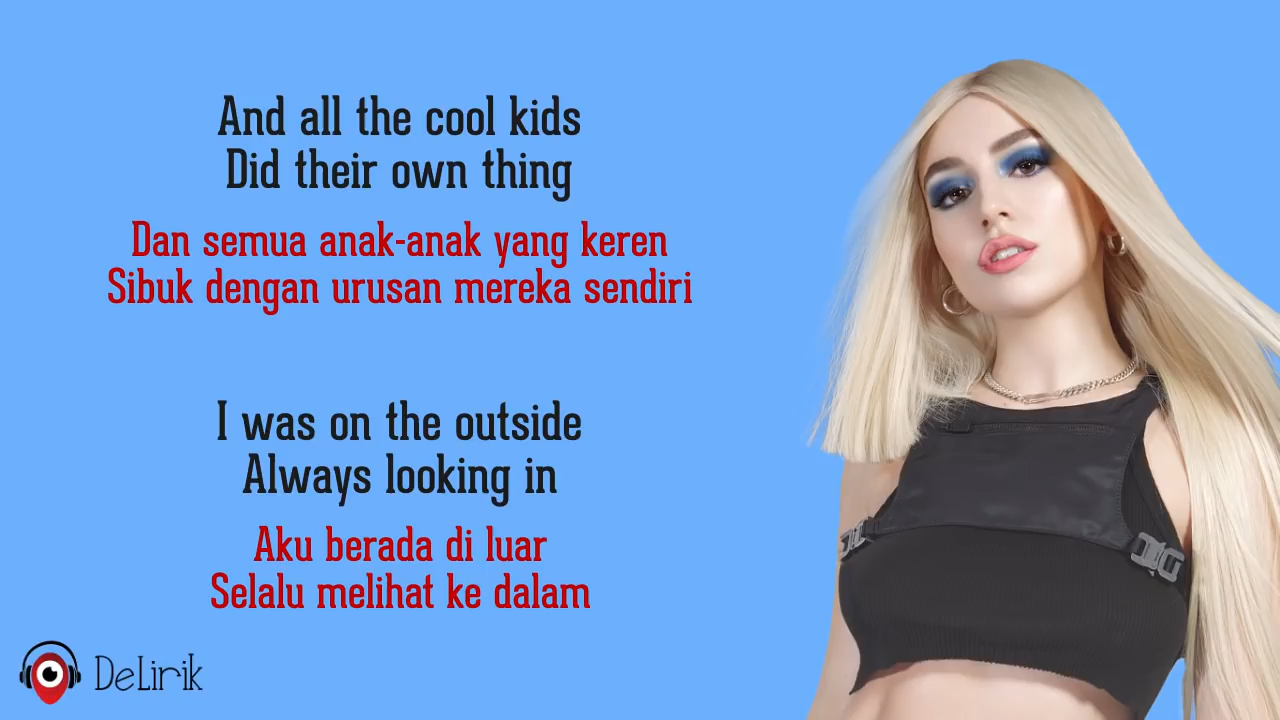 And all the cool kids
Did their own thing
Dan semua anak-anak yang keren
Sibuk dengan urusan mereka sendiri
I was on the outside
Always looking in
Aku berada di luar
Selalu melihat ke dalam
DeLirik